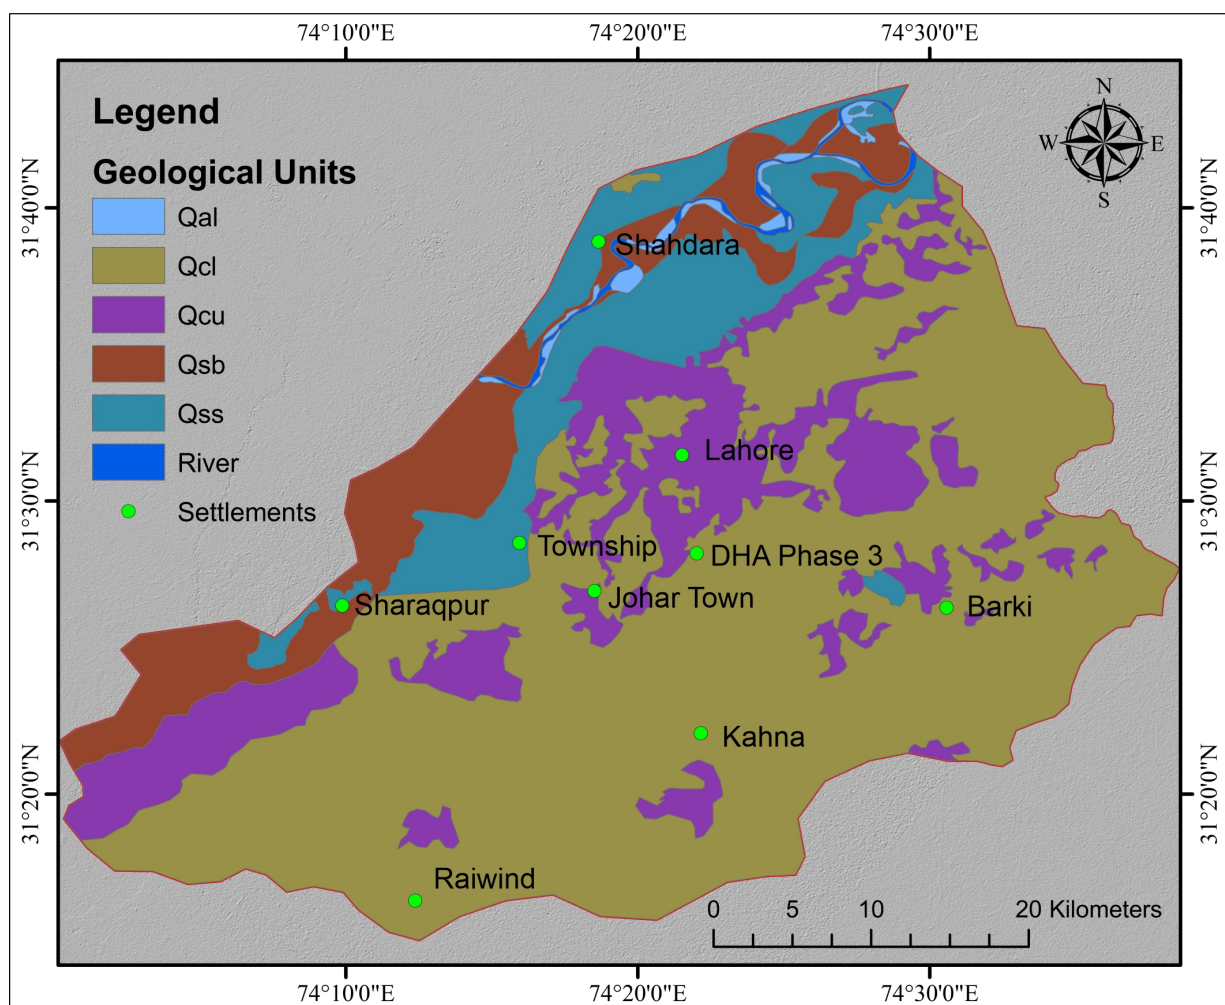 74°10'0"E 74°20'0"E 74°30'0"E
N
W E
S
Legend
Geological Units
Qal
Qcl
Qcu
Qsb
Qss
River
Settlements
31°40'0"N
31°40'0"N
31°30'0"N
31°30'0"N
31°20'0"N
31°20'0"N
Shahdara
Lahore
Township
DHA Phase 3
Johar Town
Sharaqpur
Barki
Kahna
Raiwind
0 5 10 20 Kilometers
74°10'0"E 74°20'0"E 74°30'0"E